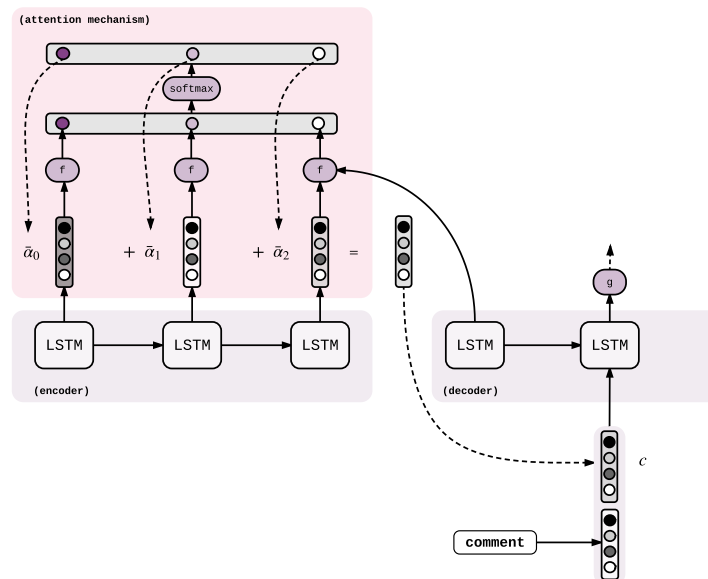 (attention mechanism)
softmax
f f f
ᾱ₀ + ᾱ₁ + ᾱ₂ =
g
LSTM LSTM LSTM LSTM LSTM
(encoder) (decoder)
c
comment